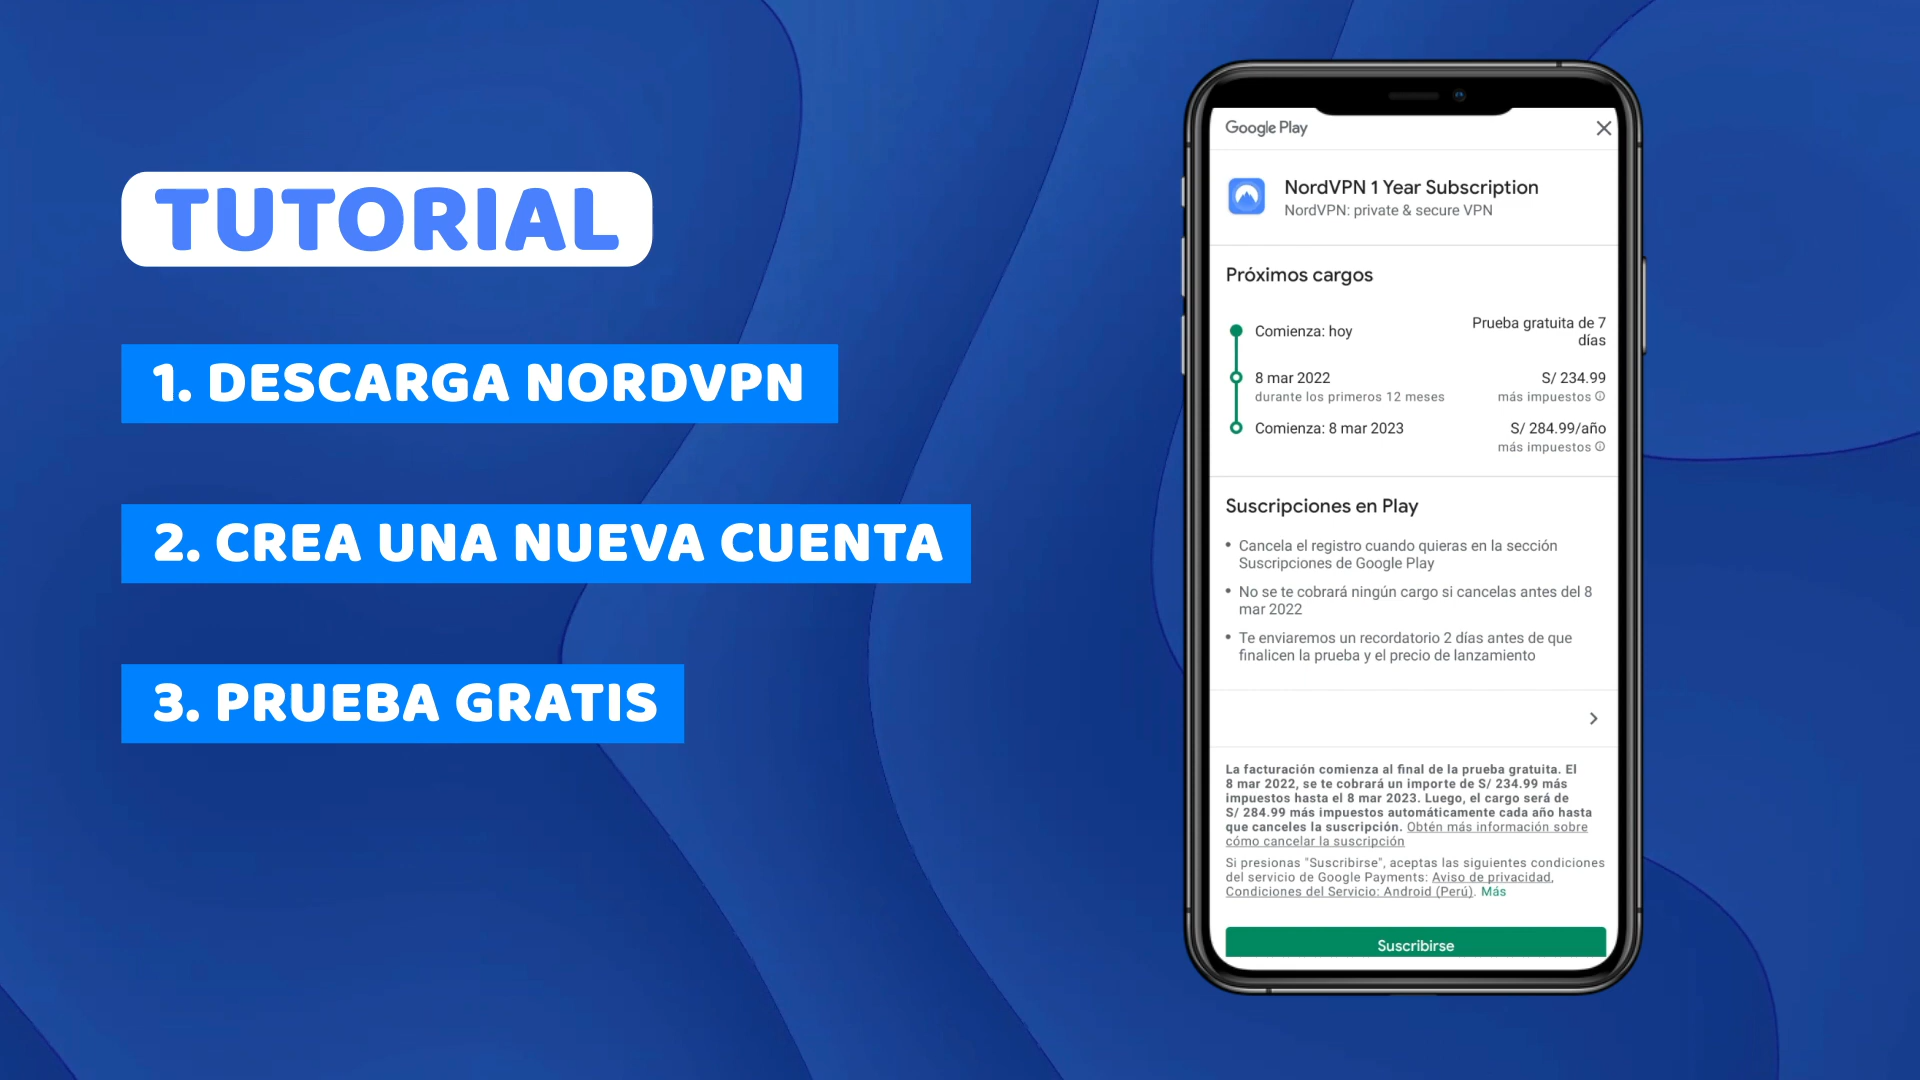 TUTORIAL
1. DESCARGA NORDVPN
2. CREA UNA NUEVA CUENTA
3. PRUEBA GRATIS
Google Play
NordVPN 1 Year Subscription
NordVPN: private & secure VPN
Próximos cargos
Comienza: hoy
Prueba gratuita de 7
días
8 mar 2022
S/ 234.99
durante los primeros 12 meses
más impuestos
Comienza: 8 mar 2023
S/ 284.99/año
más impuestos
Suscripciones en Play
• Cancela el registro cuando quieras en la sección
Suscripciones de Google Play
• No se te cobrará ningún cargo si cancelas antes del 8
mar 2022
• Te enviaremos un recordatorio 2 días antes de que
finalicen la prueba y el precio de lanzamiento
La facturación comienza al final de la prueba gratuita. El
8 mar 2022, se te cobrará un importe de S/ 234.99 más
impuestos hasta el 8 mar 2023. Luego, el cargo será de
S/ 284.99 más impuestos automáticamente cada año hasta
que canceles la suscripción. Obtén más información sobre
cómo cancelar la suscripción
Si presionas "Suscribirse", aceptas las siguientes condiciones
del servicio de Google Payments: Aviso de privacidad,
Condiciones del Servicio: Android (Perú). Más
Suscribirse